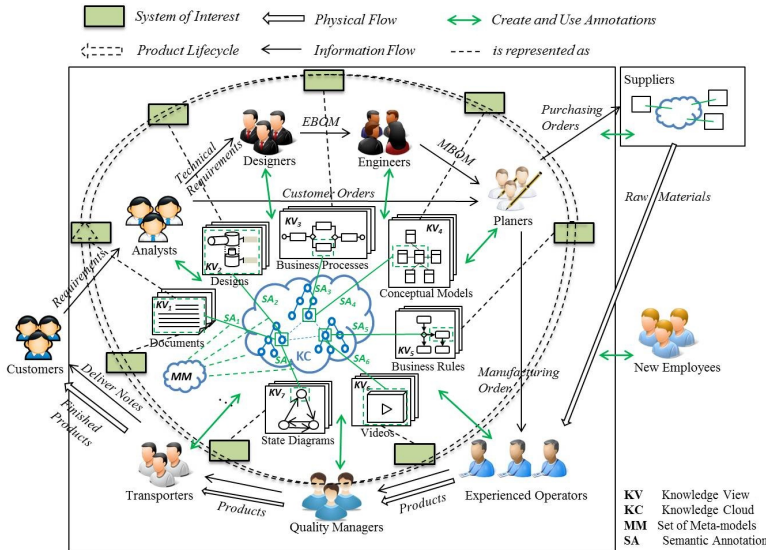 System of Interest
Physical Flow
Create and Use Annotations
Product Lifecycle
Information Flow
is represented as
Suppliers
Purchasing
Orders
EBOM
Designers
Engineers
MBOM
Technical
Requirements
Customer Orders
Planers
Raw Materials
Analysts
KV3
Business Processes
KV4
Conceptual Models
KV2
Designs
Requirements
KV1
Documents
SA1
SA2
SA3
SA4
SA5
SA6
SA
KC
MM
KV5
Business Rules
Customers
Deliver Notes
Finished
Products
Manufacturing
Order
New Employees
...
KV7
State Diagrams
KV6
Videos
Transporters
Products
Quality Managers
Products
Experienced Operators
KV Knowledge View
KC Knowledge Cloud
MM Set of Meta-models
SA Semantic Annotation